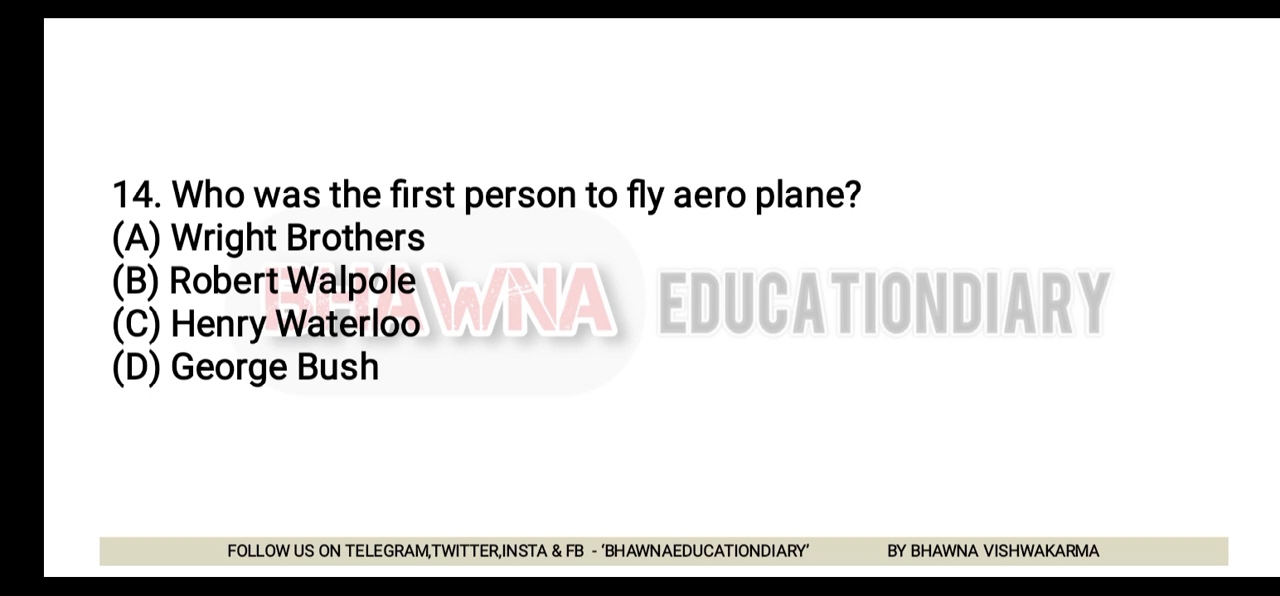 14. Who was the first person to fly aero plane?
(A) Wright Brothers
(B) Robert Walpole
(C) Henry Waterloo
(D) George Bush
BHAWNA EDUCATIONDIARY
FOLLOW US ON TELEGRAM,TWITTER,INSTA & FB - 'BHAWNAEDUCATIONDIARY' BY BHAWNA VISHWAKARMA